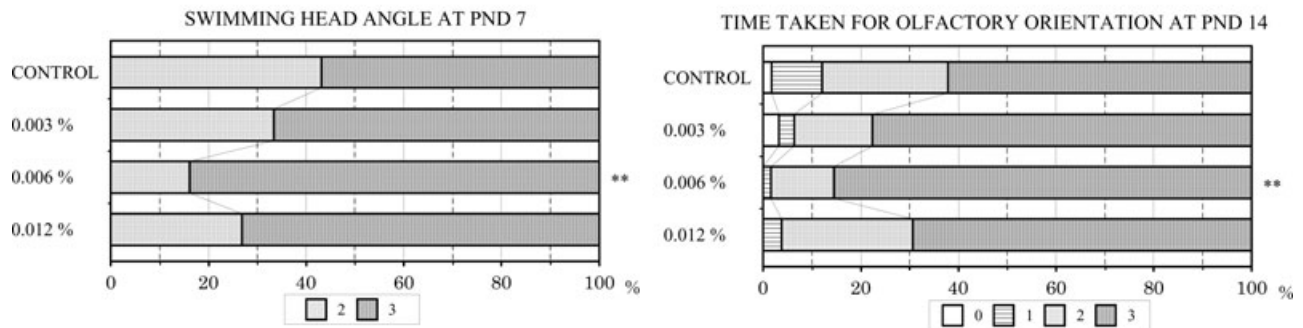 SWIMMING HEAD ANGLE AT PND 7
CONTROL
0.003 %
0.006 %
**
0.012 %
0 20 40 60 80 100 %
2 3
TIME TAKEN FOR OLFACTORY ORIENTATION AT PND 14
CONTROL
0.003 %
0.006 %
**
0.012 %
0 20 40 60 80 100 %
0 1 2 3